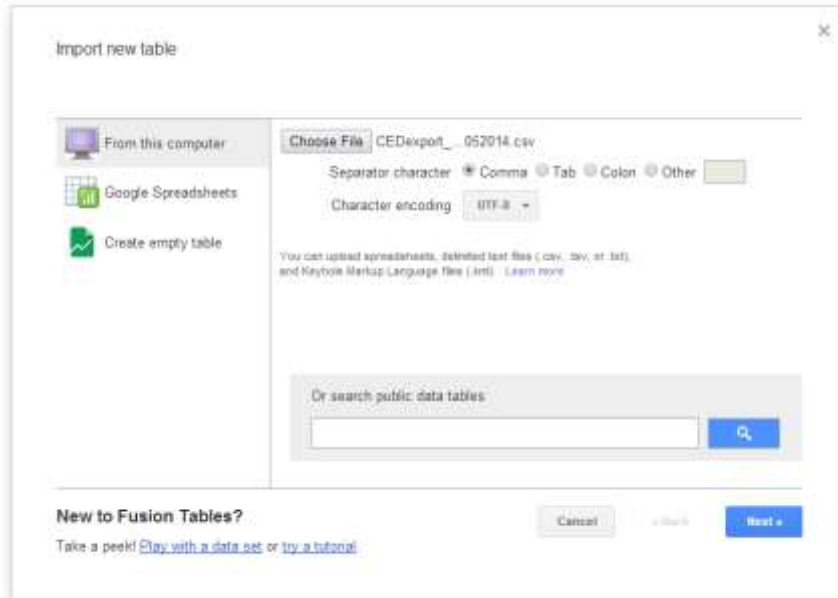 Import new table
From this computer
Google Spreadsheets
Create empty table
Choose File CEDexport_...052014.csv
Separator character Comma Tab Colon Other
Character encoding UTF-8
You can upload spreadsheets, delimited text files (.csv, .tsv, or .txt),
and Keyhole Markup Language files (.kml). Learn more
Or search public data tables
New to Fusion Tables?
Take a peek! Play with a data set or try a tutorial.
Cancel « Back Next »